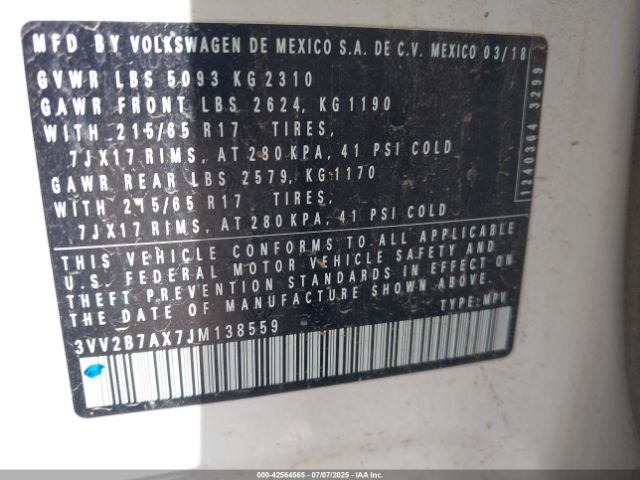 MFD BY VOLKSWAGEN DE MEXICO S.A. DE C.V. MEXICO 03/18
GVWR LBS 5093 KG 2310
GAWR FRONT LBS 2624, KG 1190
WITH 215/65 R17 TIRES,
7JX17 RIMS, AT 280 KPA, 41 PSI COLD
GAWR REAR LBS 2579, KG 1170
WITH 215/65 R17 TIRES,
7JX17 RIMS, AT 280 KPA, 41 PSI COLD
1240384 3299
THIS VEHICLE CONFORMS TO ALL APPLICABLE
U.S. FEDERAL MOTOR VEHICLE SAFETY AND
THEFT PREVENTION STANDARDS IN EFFECT ON
THE DATE OF MANUFACTURE SHOWN ABOVE.
3VV2B7AX7JM138559 TYPE: MPV
000-42564565 - 07/07/2025 - IAAI.COM